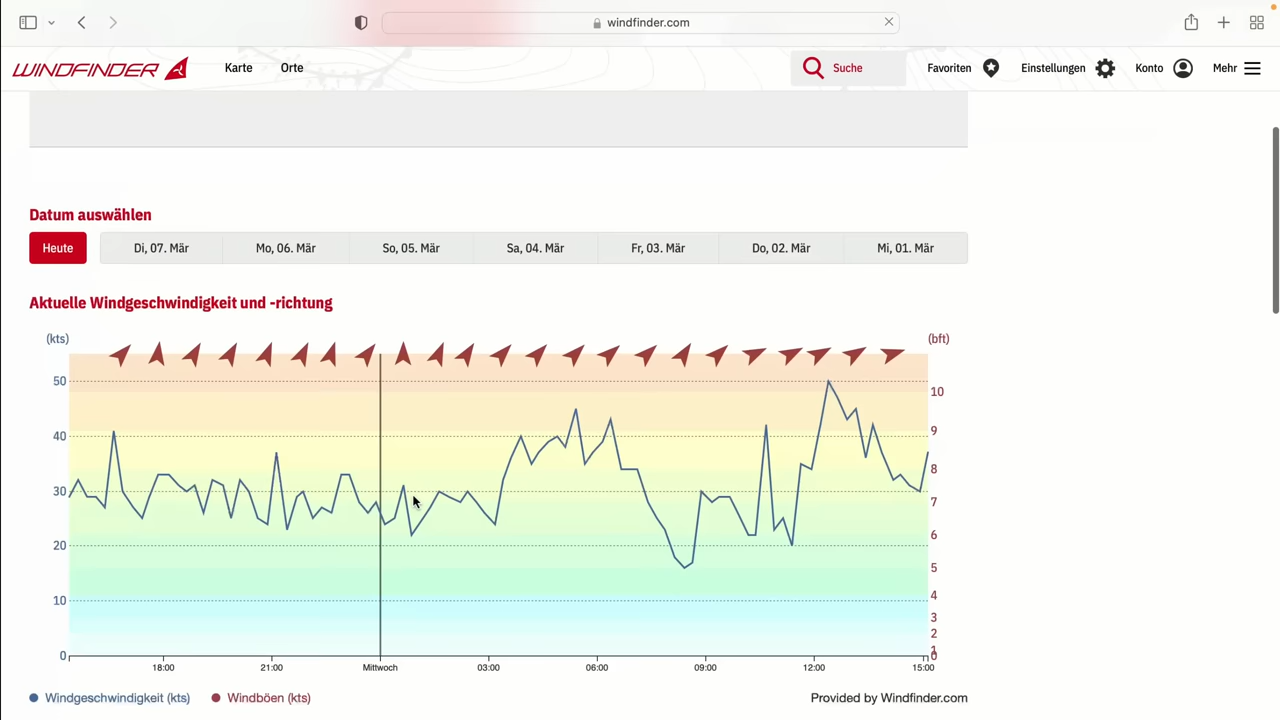 windfinder.com
WINDFINDER Karte Orte Suche Favoriten Einstellungen Konto Mehr
Datum auswählen
Heute Di, 07. Mär Mo, 06. Mär So, 05. Mär Sa, 04. Mär Fr, 03. Mär Do, 02. Mär Mi, 01. Mär
Aktuelle Windgeschwindigkeit und -richtung
(kts) (bft)
50 10
40 9
8
30 7
20 6
5
10 4
3
2
1
0 0
18:00 21:00 Mittwoch 03:00 06:00 09:00 12:00 15:00
Windgeschwindigkeit (kts) Windböen (kts) Provided by Windfinder.com